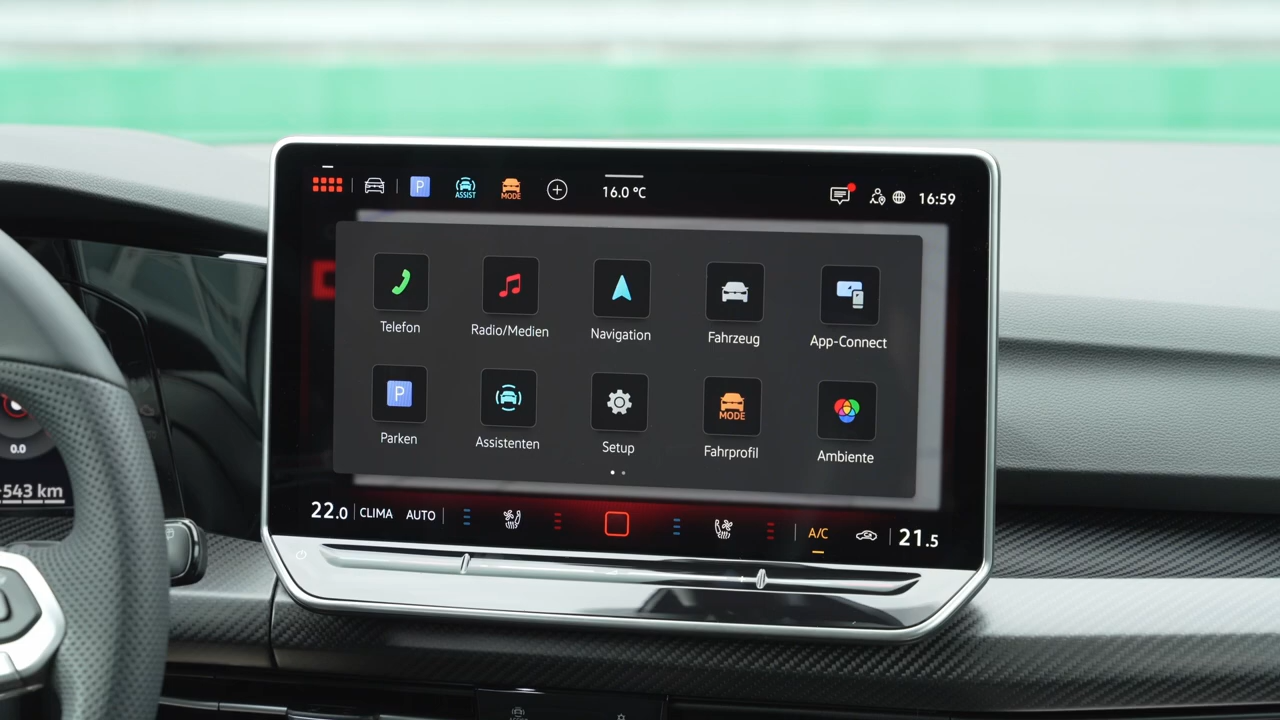 P
ASSIST
MODE
16.0 °C
16:59
Telefon
Radio/Medien
Navigation
Fahrzeug
App-Connect
P
MODE
Parken
Assistenten
Setup
Fahrprofil
Ambiente
0.0
543 km
22.0
CLIMA
AUTO
A/C
21.5